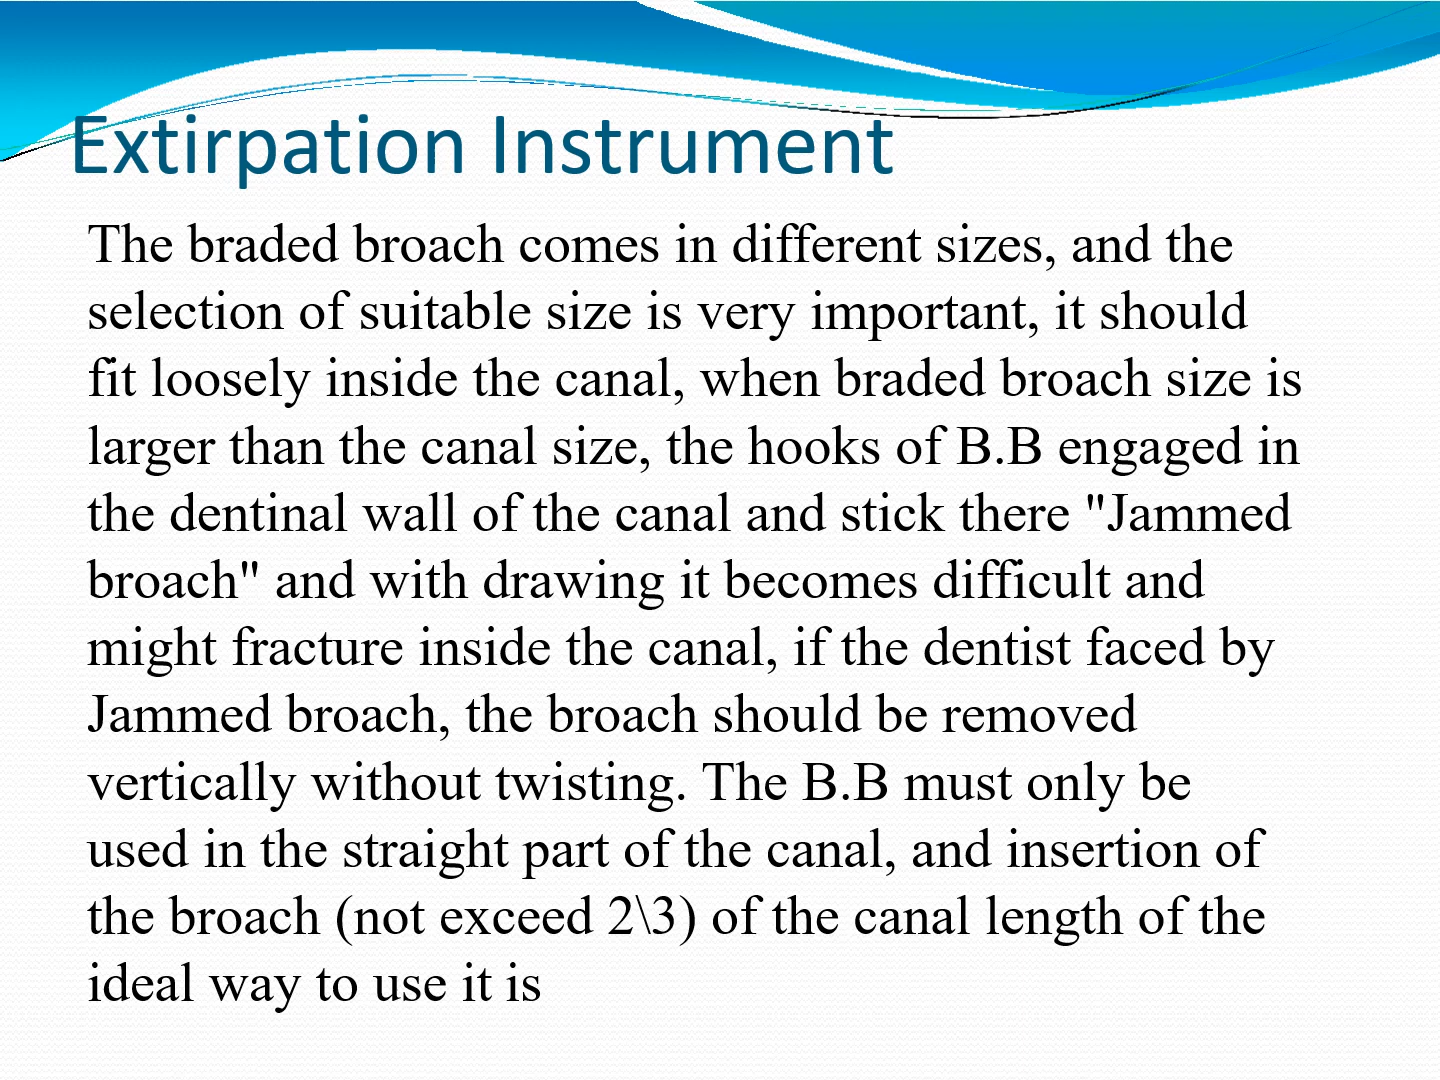 Extirpation Instrument
The braded broach comes in different sizes, and the
selection of suitable size is very important, it should
fit loosely inside the canal, when braded broach size is
larger than the canal size, the hooks of B.B engaged in
the dentinal wall of the canal and stick there "Jammed
broach" and with drawing it becomes difficult and
might fracture inside the canal, if the dentist faced by
Jammed broach, the broach should be removed
vertically without twisting. The B.B must only be
used in the straight part of the canal, and insertion of
the broach (not exceed 2\3) of the canal length of the
ideal way to use it is